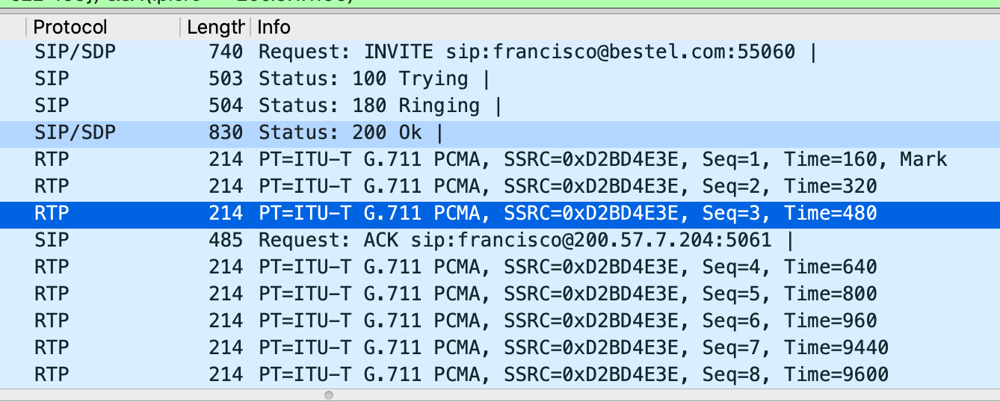 Protocol Length Info
SIP/SDP 740 Request: INVITE sip:francisco@bestel.com:55060 |
SIP 503 Status: 100 Trying |
SIP 504 Status: 180 Ringing |
SIP/SDP 830 Status: 200 Ok |
RTP 214 PT=ITU-T G.711 PCMA, SSRC=0xD2BD4E3E, Seq=1, Time=160, Mark
RTP 214 PT=ITU-T G.711 PCMA, SSRC=0xD2BD4E3E, Seq=2, Time=320
RTP 214 PT=ITU-T G.711 PCMA, SSRC=0xD2BD4E3E, Seq=3, Time=480
SIP 485 Request: ACK sip:francisco@200.57.7.204:5061 |
RTP 214 PT=ITU-T G.711 PCMA, SSRC=0xD2BD4E3E, Seq=4, Time=640
RTP 214 PT=ITU-T G.711 PCMA, SSRC=0xD2BD4E3E, Seq=5, Time=800
RTP 214 PT=ITU-T G.711 PCMA, SSRC=0xD2BD4E3E, Seq=6, Time=960
RTP 214 PT=ITU-T G.711 PCMA, SSRC=0xD2BD4E3E, Seq=7, Time=9440
RTP 214 PT=ITU-T G.711 PCMA, SSRC=0xD2BD4E3E, Seq=8, Time=9600